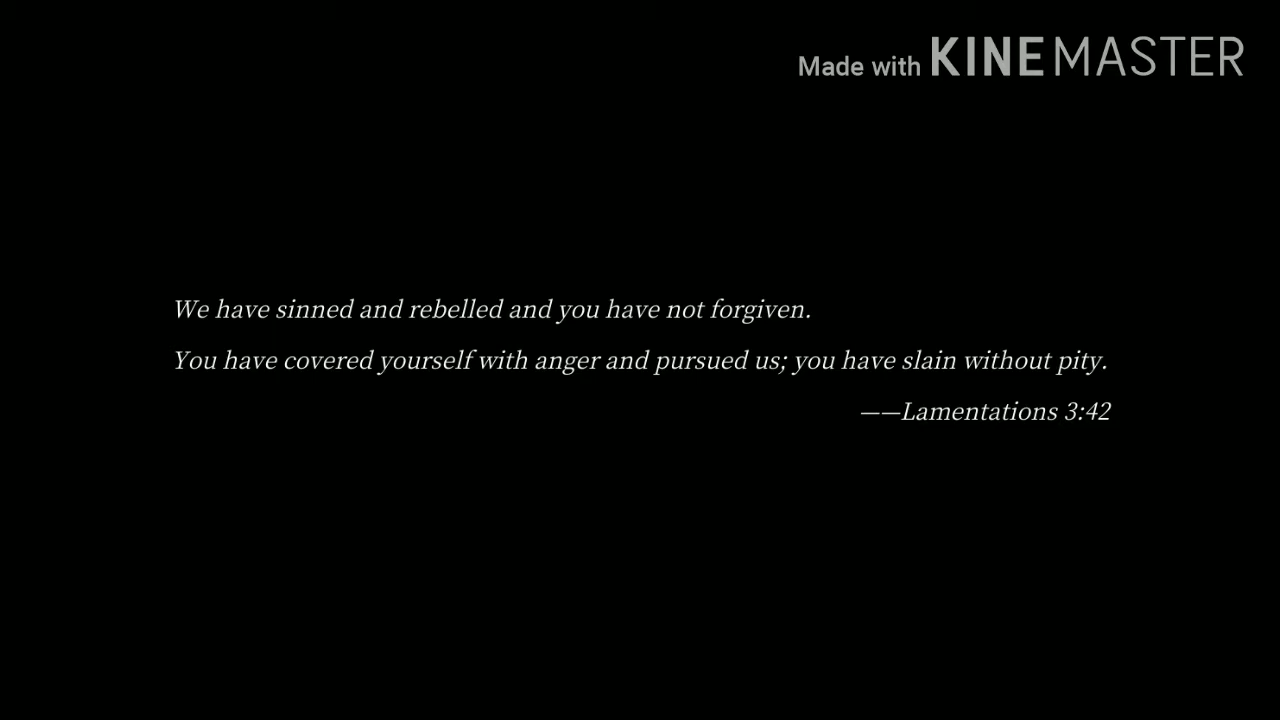 Made with KINEMASTER
We have sinned and rebelled and you have not forgiven.
You have covered yourself with anger and pursued us; you have slain without pity.
——Lamentations 3:42